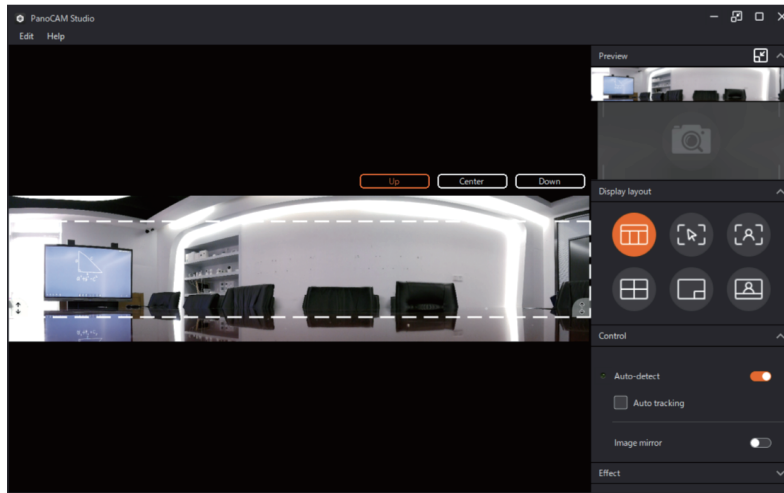 PanoCAM Studio
Edit Help
Preview
Up Center Down
Display layout
Control
Auto-detect
Auto tracking
Image mirror
Effect